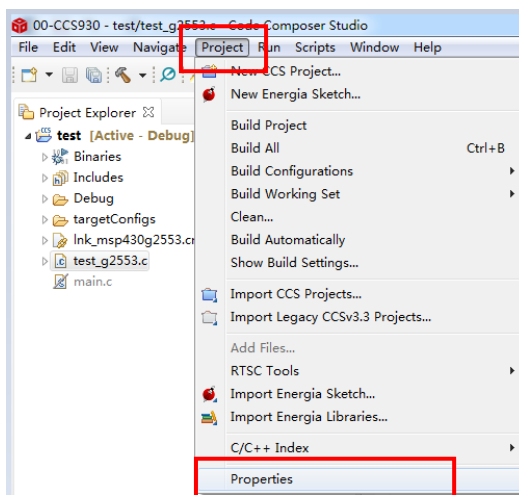 00-CCS930 - test/test_g2553.c - Code Composer Studio
File Edit View Navigate Project Run Scripts Window Help
Project Explorer
test [Active - Debug]
Binaries
Includes
Debug
targetConfigs
lnk_msp430g2553.cr
test_g2553.c
main.c
New CCS Project...
New Energia Sketch...
Build Project
Build All Ctrl+B
Build Configurations
Build Working Set
Clean...
Build Automatically
Show Build Settings...
Import CCS Projects...
Import Legacy CCSv3.3 Projects...
Add Files...
RTSC Tools
Import Energia Sketch...
Import Energia Libraries...
C/C++ Index
Properties